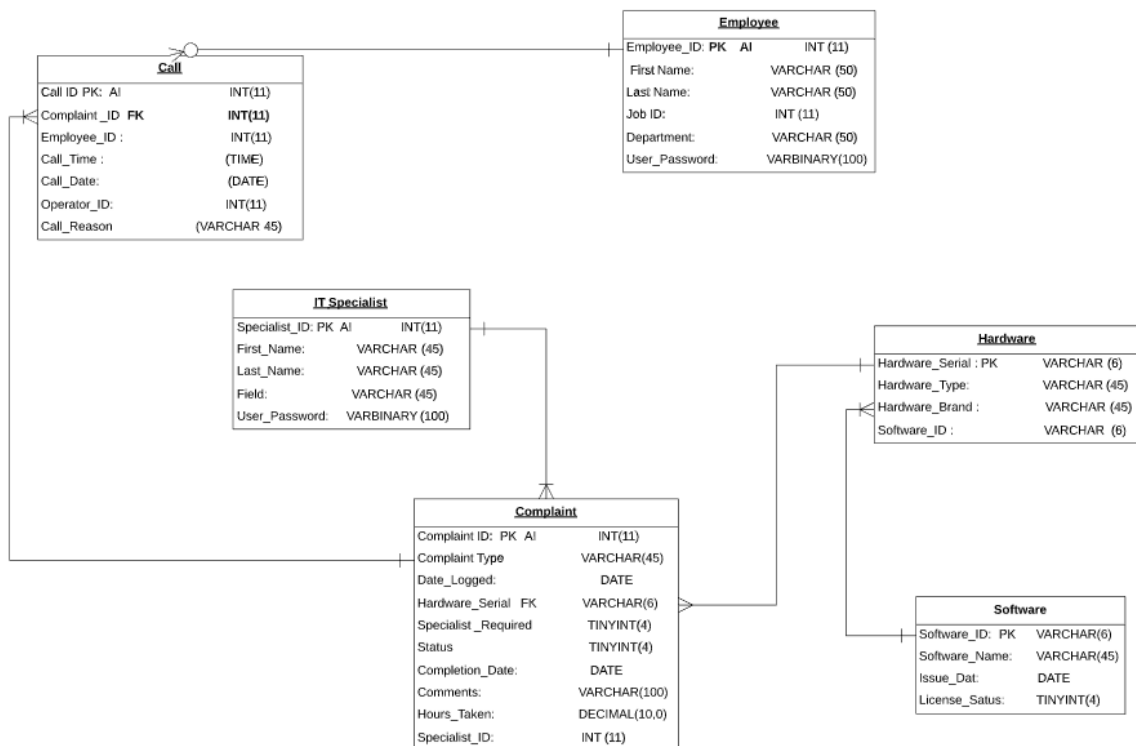 Employee
Employee_ID: PK AI INT (11)
First Name: VARCHAR (50)
Last Name: VARCHAR (50)
Job ID: INT (11)
Department: VARCHAR (50)
User_Password: VARBINARY(100)
Call
Call ID PK: AI INT(11)
Complaint _ID FK INT(11)
Employee_ID : INT(11)
Call_Time : (TIME)
Call_Date: (DATE)
Operator_ID: INT(11)
Call_Reason (VARCHAR 45)
IT Specialist
Specialist_ID: PK AI INT(11)
First_Name: VARCHAR (45)
Last_Name: VARCHAR (45)
Field: VARCHAR (45)
User_Password: VARBINARY (100)
Hardware
Hardware_Serial : PK VARCHAR (6)
Hardware_Type: VARCHAR (45)
Hardware_Brand : VARCHAR (45)
Software_ID : VARCHAR (6)
Complaint
Complaint ID: PK AI INT(11)
Complaint Type VARCHAR(45)
Date_Logged: DATE
Hardware_Serial FK VARCHAR(6)
Specialist _Required TINYINT(4)
Status TINYINT(4)
Completion_Date: DATE
Comments: VARCHAR(100)
Hours_Taken: DECIMAL(10,0)
Specialist_ID: INT (11)
Software
Software_ID: PK VARCHAR(6)
Software_Name: VARCHAR(45)
Issue_Dat: DATE
License_Satus: TINYINT(4)